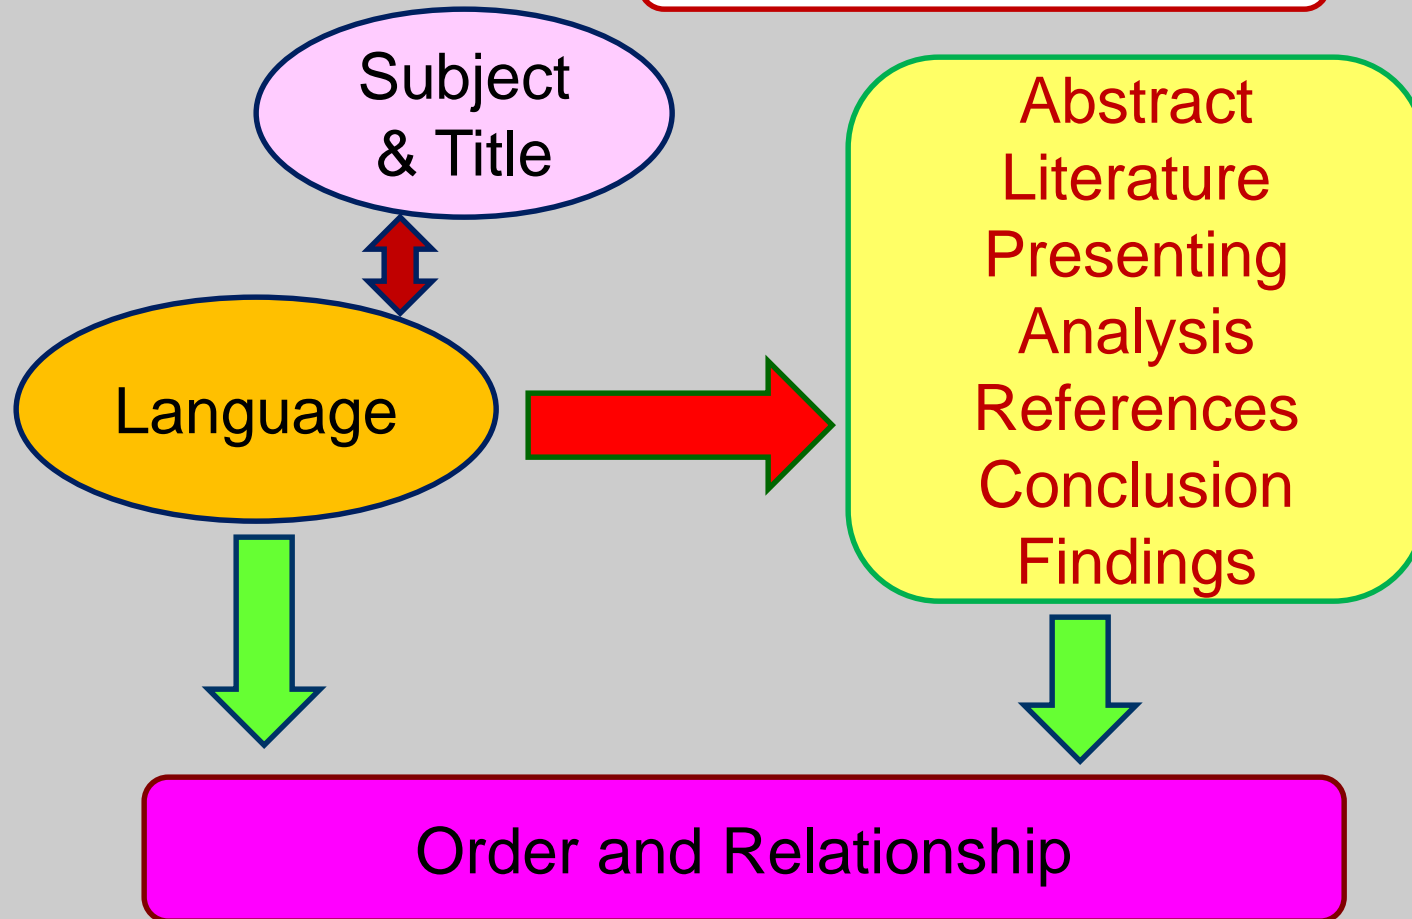 Subject
& Title
Language
Abstract
Literature
Presenting
Analysis
References
Conclusion
Findings
Order and Relationship